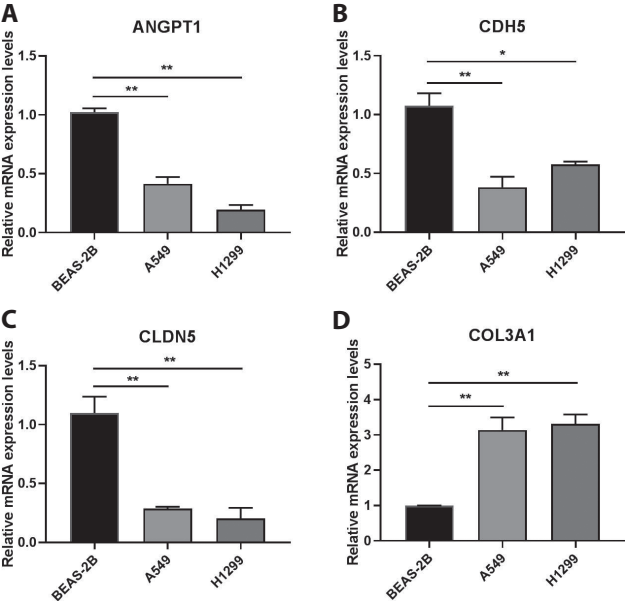 A
ANGPT1
Relative mRNA expression levels
1.5
1.0
0.5
0.0
**
**
BEAS-2B
A549
H1299
B
CDH5
Relative mRNA expression levels
1.5
1.0
0.5
0.0
*
**
BEAS-2B
A549
H1299
C
CLDN5
Relative mRNA expression levels
1.5
1.0
0.5
0.0
**
**
BEAS-2B
A549
H1299
D
COL3A1
Relative mRNA expression levels
5
4
3
2
1
0
**
**
BEAS-2B
A549
H1299